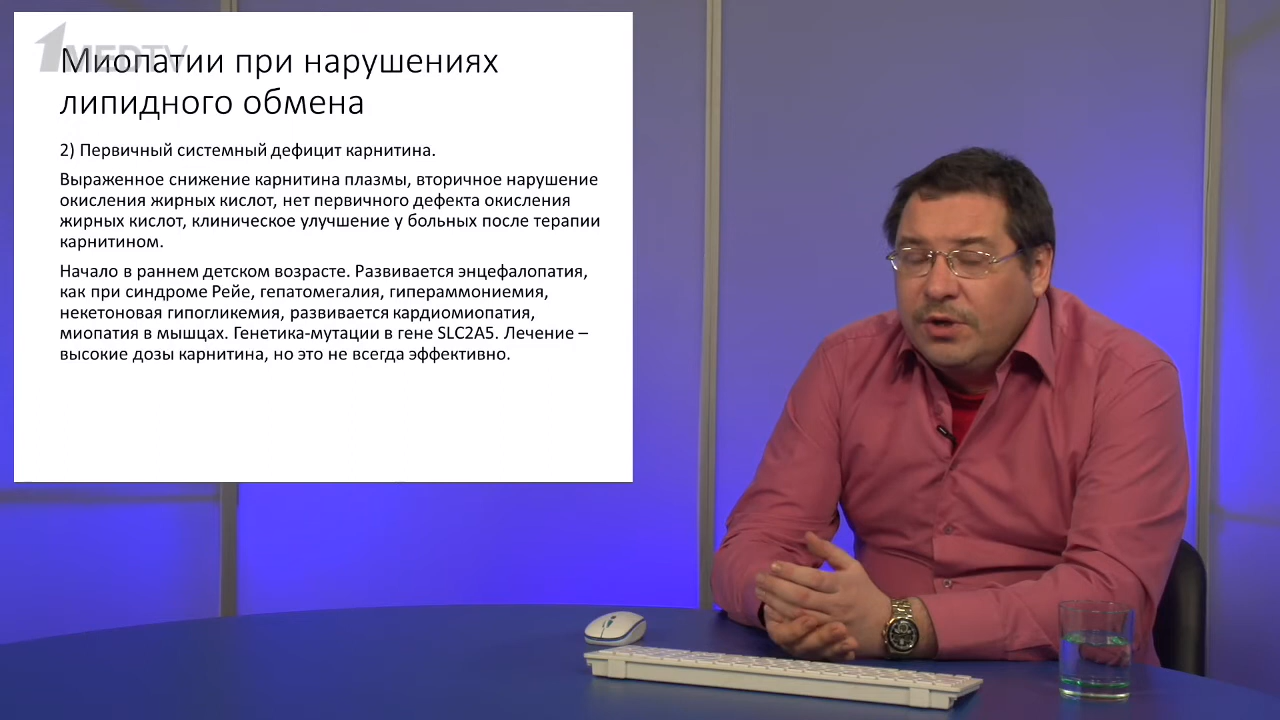 1MEDTV
Миопатии при нарушениях
липидного обмена
2) Первичный системный дефицит карнитина.
Выраженное снижение карнитина плазмы, вторичное нарушение
окисления жирных кислот, нет первичного дефекта окисления
жирных кислот, клиническое улучшение у больных после терапии
карнитином.
Начало в раннем детском возрасте. Развивается энцефалопатия,
как при синдроме Рейе, гепатомегалия, гипераммониемия,
некетоновая гипогликемия, развивается кардиомиопатия,
миопатия в мышцах. Генетика-мутации в гене SLC2A5. Лечение –
высокие дозы карнитина, но это не всегда эффективно.